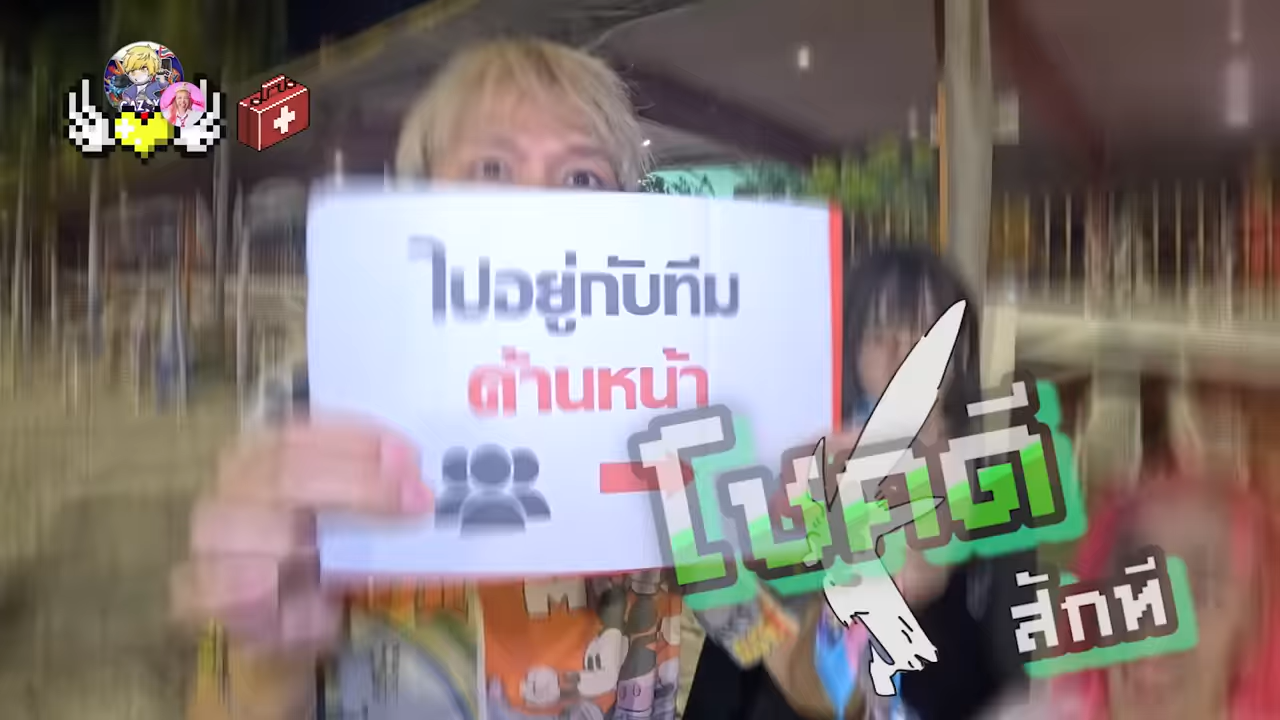 ไปอยู่กับทีม
ด้านหน้า
โชคดี
สักที